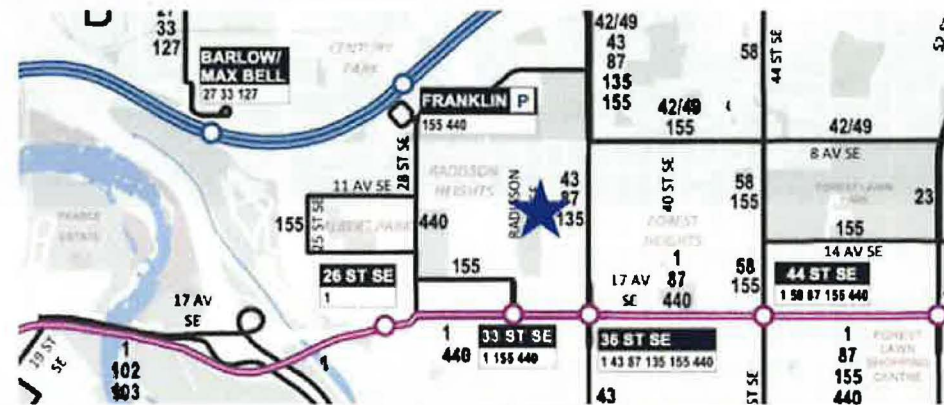 27
33
127
BARLOW/
MAX BELL
27 33 127
CENTURY
PARK
FRANKLIN P
155 440
28 ST SE
42/49
43
87
135
155
42/49
155
58
44 ST SE
42/49
8 AV SE
11 AV SE
155
25 ST SE
ALBERT PARK
440
RADISSON
HEIGHTS
RADISSON
43
87
135
40 ST SE
FOREST
HEIGHTS
58
155
FOREST LAWN
23
155
14 AV SE
PEARCE
ESTATE
26 ST SE
1
155
17 AV
SE
1
87
440
58
155
44 ST SE
1 58 87 155 440
17 AV
SE
19 ST
SE
1
102
103
1
1
440
33 ST SE
1 155 440
36 ST SE
1 43 87 135 155 440
43
ST SE
1
87
155
440
FOREST
LAWN
SHOPPING
CENTRE